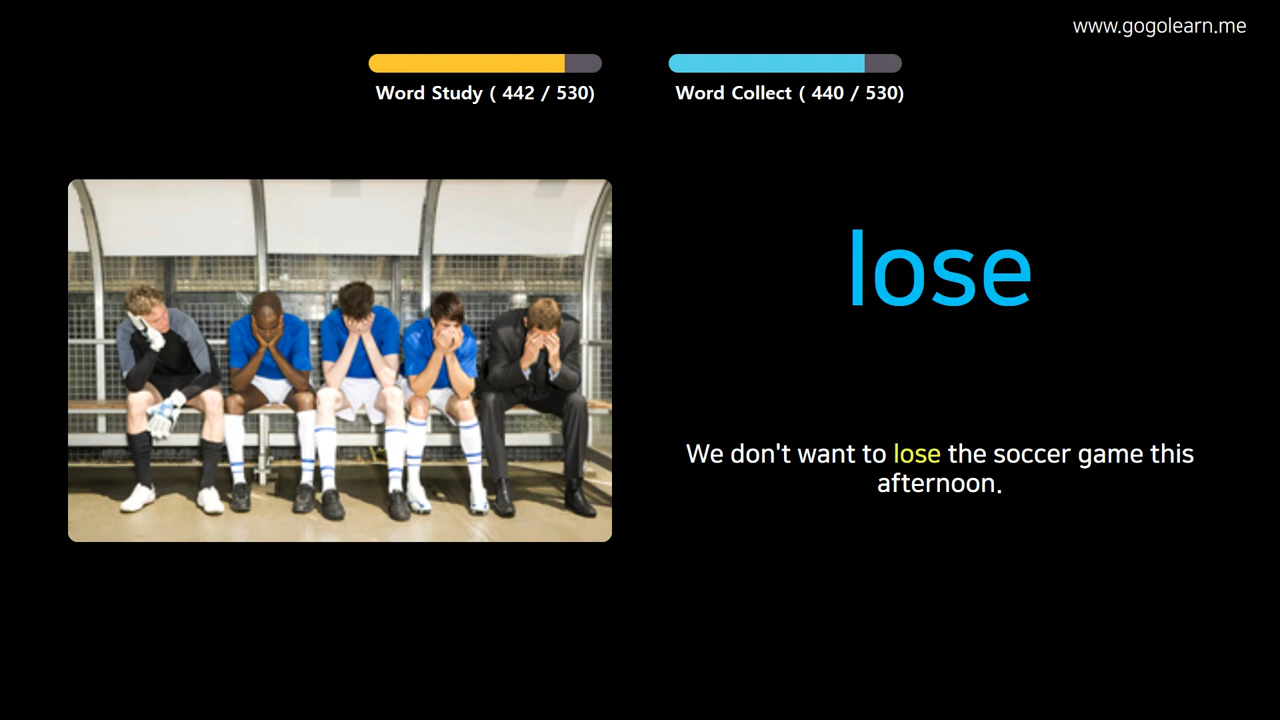 www.gogolearn.me
Word Study ( 442 / 530)
Word Collect ( 440 / 530)
lose
We don't want to lose the soccer game this
afternoon.